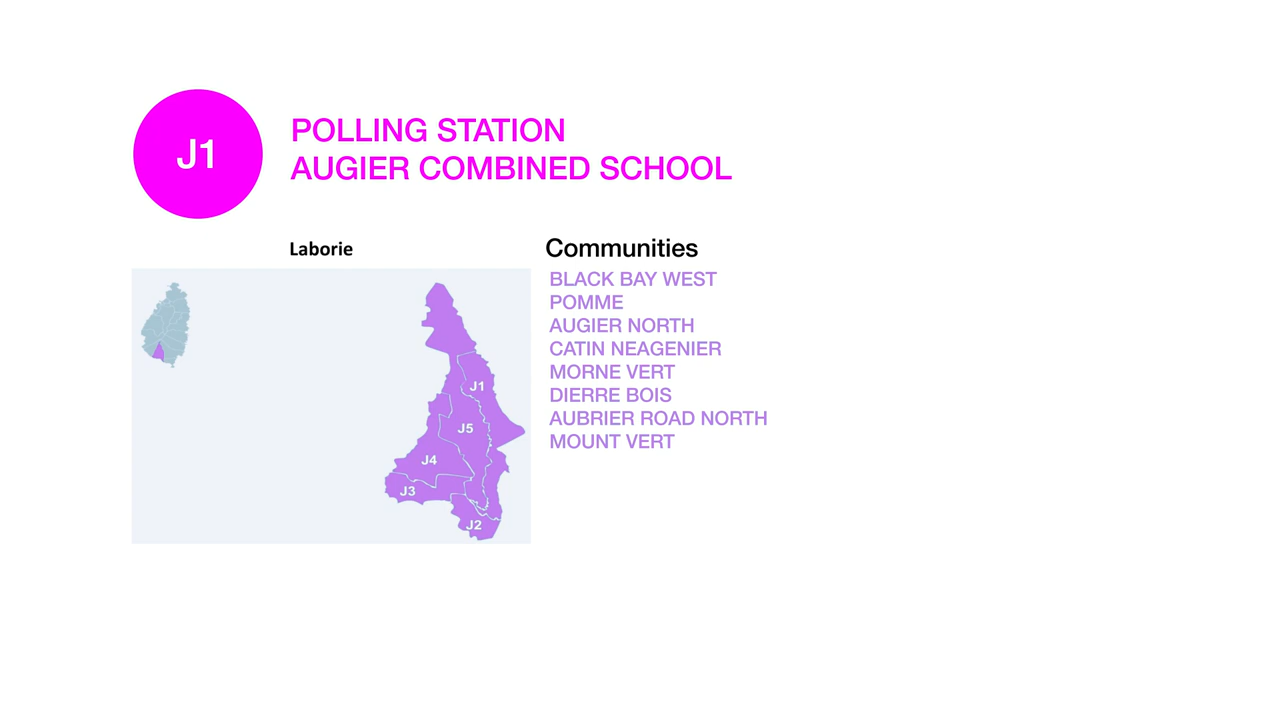 J1
POLLING STATION
AUGIER COMBINED SCHOOL
Laborie
Communities
BLACK BAY WEST
POMME
AUGIER NORTH
CATIN NEAGENIER
MORNE VERT
DIERRE BOIS
AUBRIER ROAD NORTH
MOUNT VERT
J1
J5
J4
J3
J2